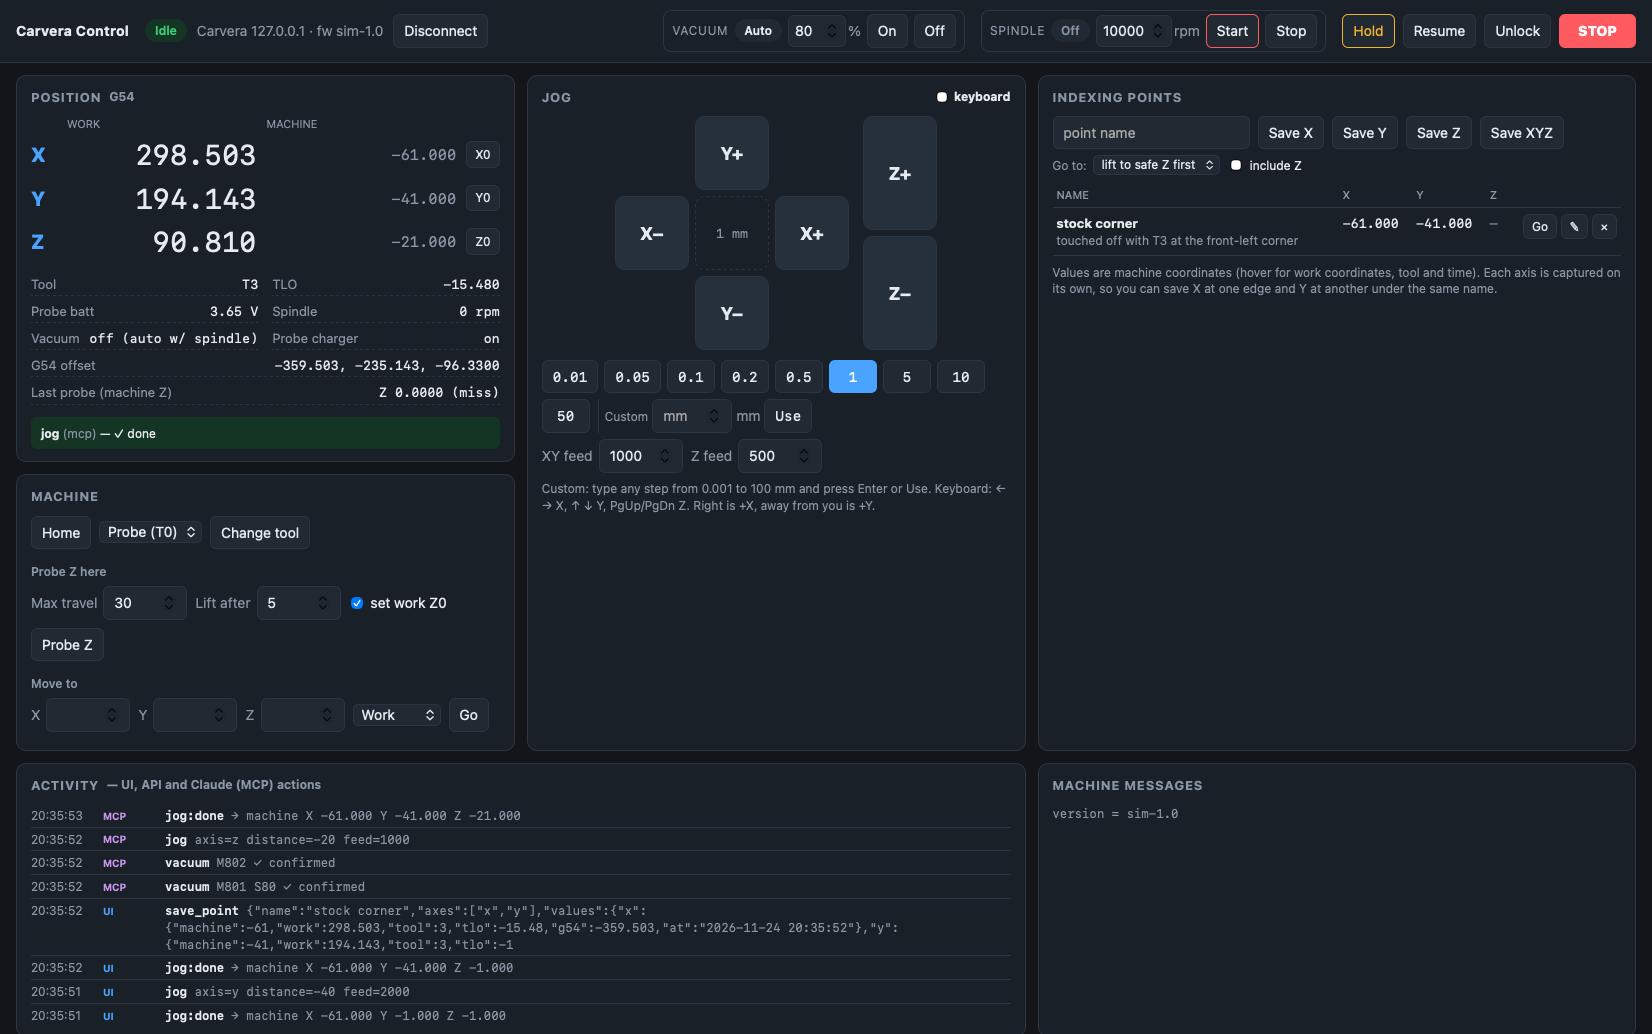 Carvera Control Idle Carvera 127.0.0.1 · fw sim-1.0 Disconnect VACUUM Auto 80 % On Off SPINDLE Off 10000 rpm Start Stop Hold Resume Unlock STOP
POSITION G54
WORK MACHINE
X 298.503 −61.000 X0
Y 194.143 −41.000 Y0
Z 90.810 −21.000 Z0
Tool T3 TLO −15.480
Probe batt 3.65 V Spindle 0 rpm
Vacuum off (auto w/ spindle) Probe charger on
G54 offset −359.503, −235.143, −96.3300
Last probe (machine Z) Z 0.0000 (miss)
jog (mcp) — ✓ done
MACHINE
Home Probe (T0) Change tool
Probe Z here
Max travel 30 Lift after 5 set work Z0
Probe Z
Move to
X Y Z Work Go
JOG keyboard
Y+ Z+
X− 1 mm X+
Y− Z−
0.01 0.05 0.1 0.2 0.5 1 5 10
50 Custom mm mm Use
XY feed 1000 Z feed 500
Custom: type any step from 0.001 to 100 mm and press Enter or Use. Keyboard: ←
→ X, ↑ ↓ Y, PgUp/PgDn Z. Right is +X, away from you is +Y.
INDEXING POINTS
point name Save X Save Y Save Z Save XYZ
Go to: lift to safe Z first include Z
NAME X Y Z
stock corner −61.000 −41.000 — Go ✎ ×
touched off with T3 at the front-left corner
Values are machine coordinates (hover for work coordinates, tool and time). Each axis is captured on
its own, so you can save X at one edge and Y at another under the same name.
ACTIVITY — UI, API and Claude (MCP) actions
20:35:53 MCP jog:done → machine X −61.000 Y −41.000 Z −21.000
20:35:52 MCP jog axis=z distance=-20 feed=1000
20:35:52 MCP vacuum M802 ✓ confirmed
20:35:52 MCP vacuum M801 S80 ✓ confirmed
20:35:52 UI save_point {"name":"stock corner","axes":["x","y"],"values":{"x":
{"machine":-61,"work":298.503,"tool":3,"tlo":-15.48,"g54":-359.503,"at":"2026-11-24 20:35:52"},"y":
{"machine":-41,"work":194.143,"tool":3,"tlo":-1
20:35:52 UI jog:done → machine X −61.000 Y −41.000 Z −1.000
20:35:51 UI jog axis=y distance=-40 feed=2000
20:35:51 UI jog:done → machine X −61.000 Y −1.000 Z −1.000
MACHINE MESSAGES
version = sim-1.0